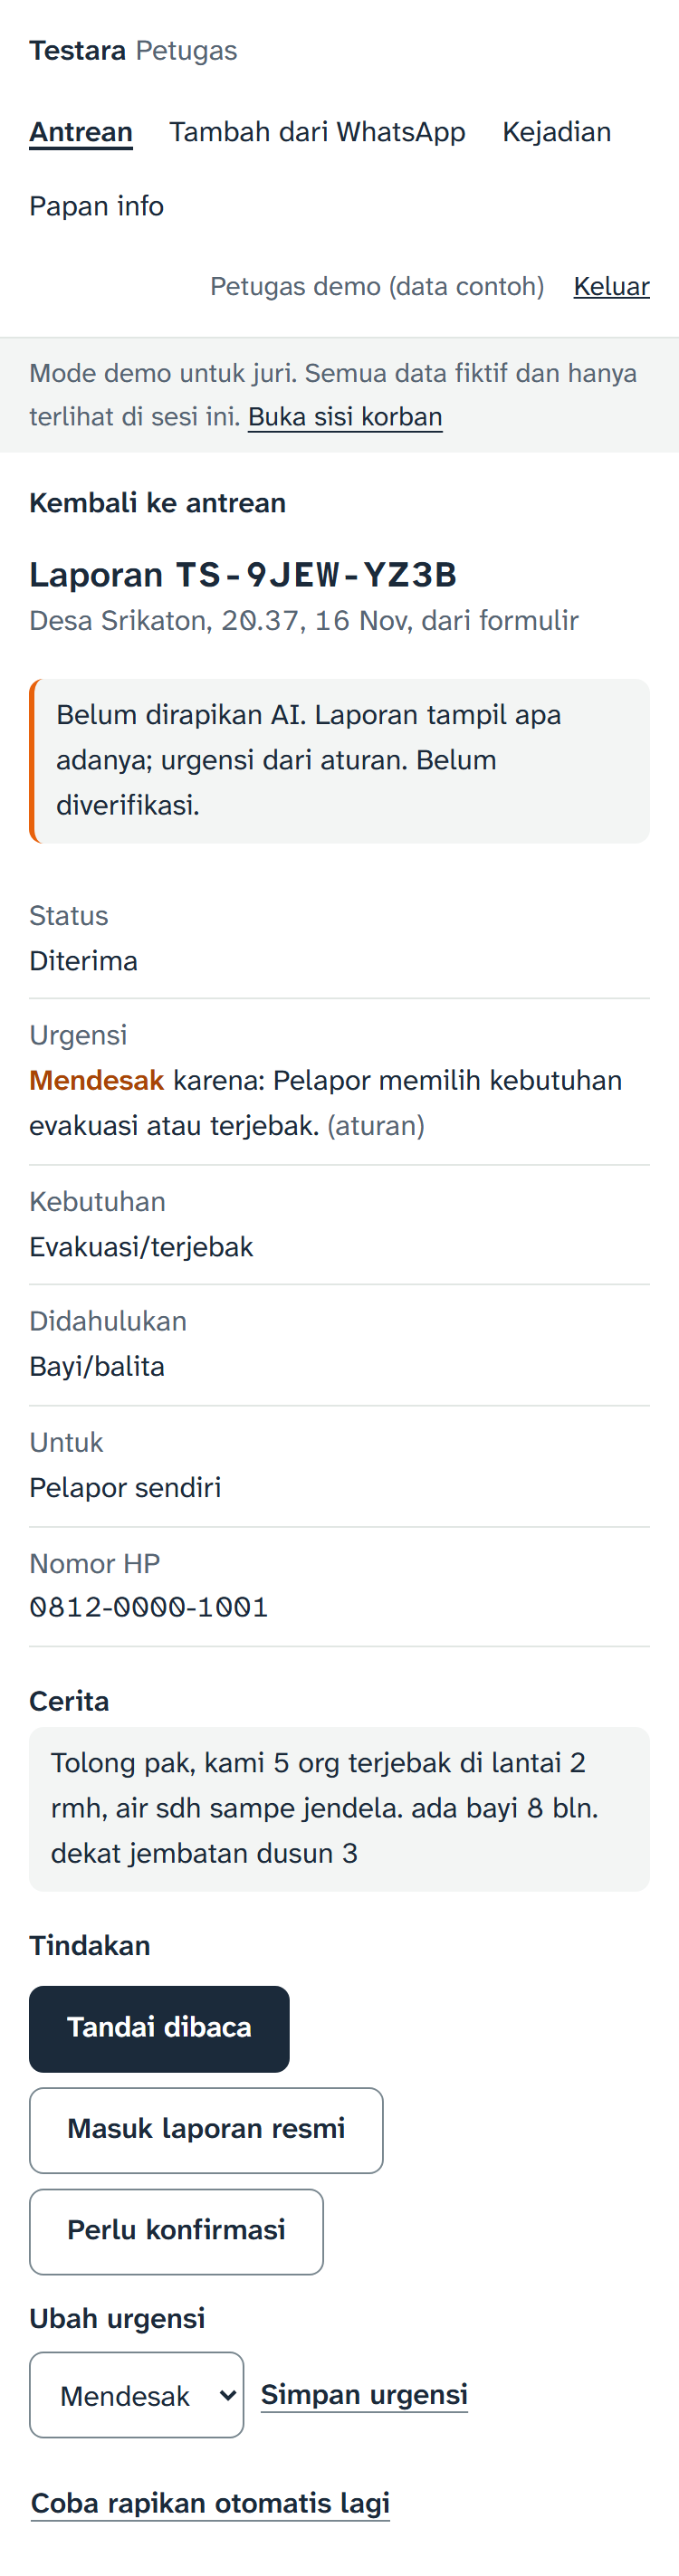 Testara Petugas
Antrean Tambah dari WhatsApp Kejadian
Papan info
Petugas demo (data contoh) Keluar
Mode demo untuk juri. Semua data fiktif dan hanya
terlihat di sesi ini. Buka sisi korban
Kembali ke antrean
Laporan TS-9JEW-YZ3B
Desa Srikaton, 20.37, 16 Nov, dari formulir
Belum dirapikan AI. Laporan tampil apa
adanya; urgensi dari aturan. Belum
diverifikasi.
Status
Diterima
Urgensi
Mendesak karena: Pelapor memilih kebutuhan
evakuasi atau terjebak. (aturan)
Kebutuhan
Evakuasi/terjebak
Didahulukan
Bayi/balita
Untuk
Pelapor sendiri
Nomor HP
0812-0000-1001
Cerita
Tolong pak, kami 5 org terjebak di lantai 2
rmh, air sdh sampe jendela. ada bayi 8 bln.
dekat jembatan dusun 3
Tindakan
Tandai dibaca
Masuk laporan resmi
Perlu konfirmasi
Ubah urgensi
Mendesak Simpan urgensi
Coba rapikan otomatis lagi